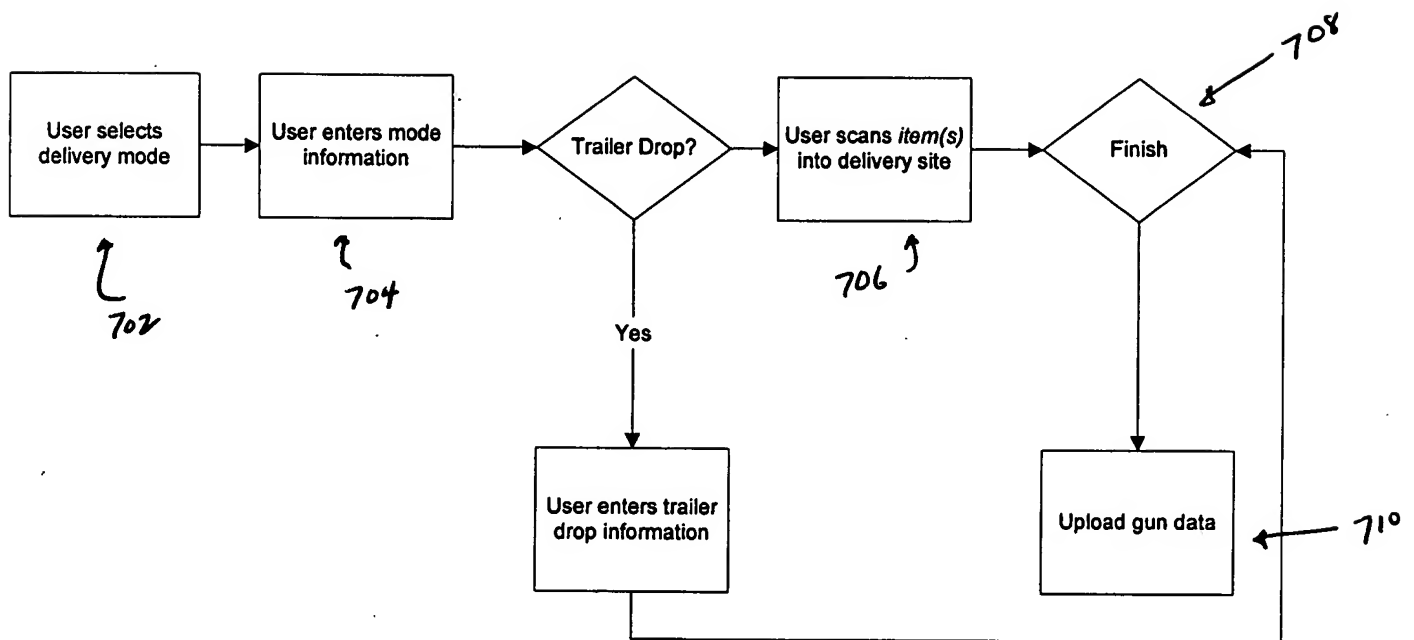 708
User selects
delivery mode
User enters mode
information
Trailer Drop?
User scans item(s)
into delivery site
Finish
702
704
706
Yes
User enters trailer
drop information
Upload gun data
710